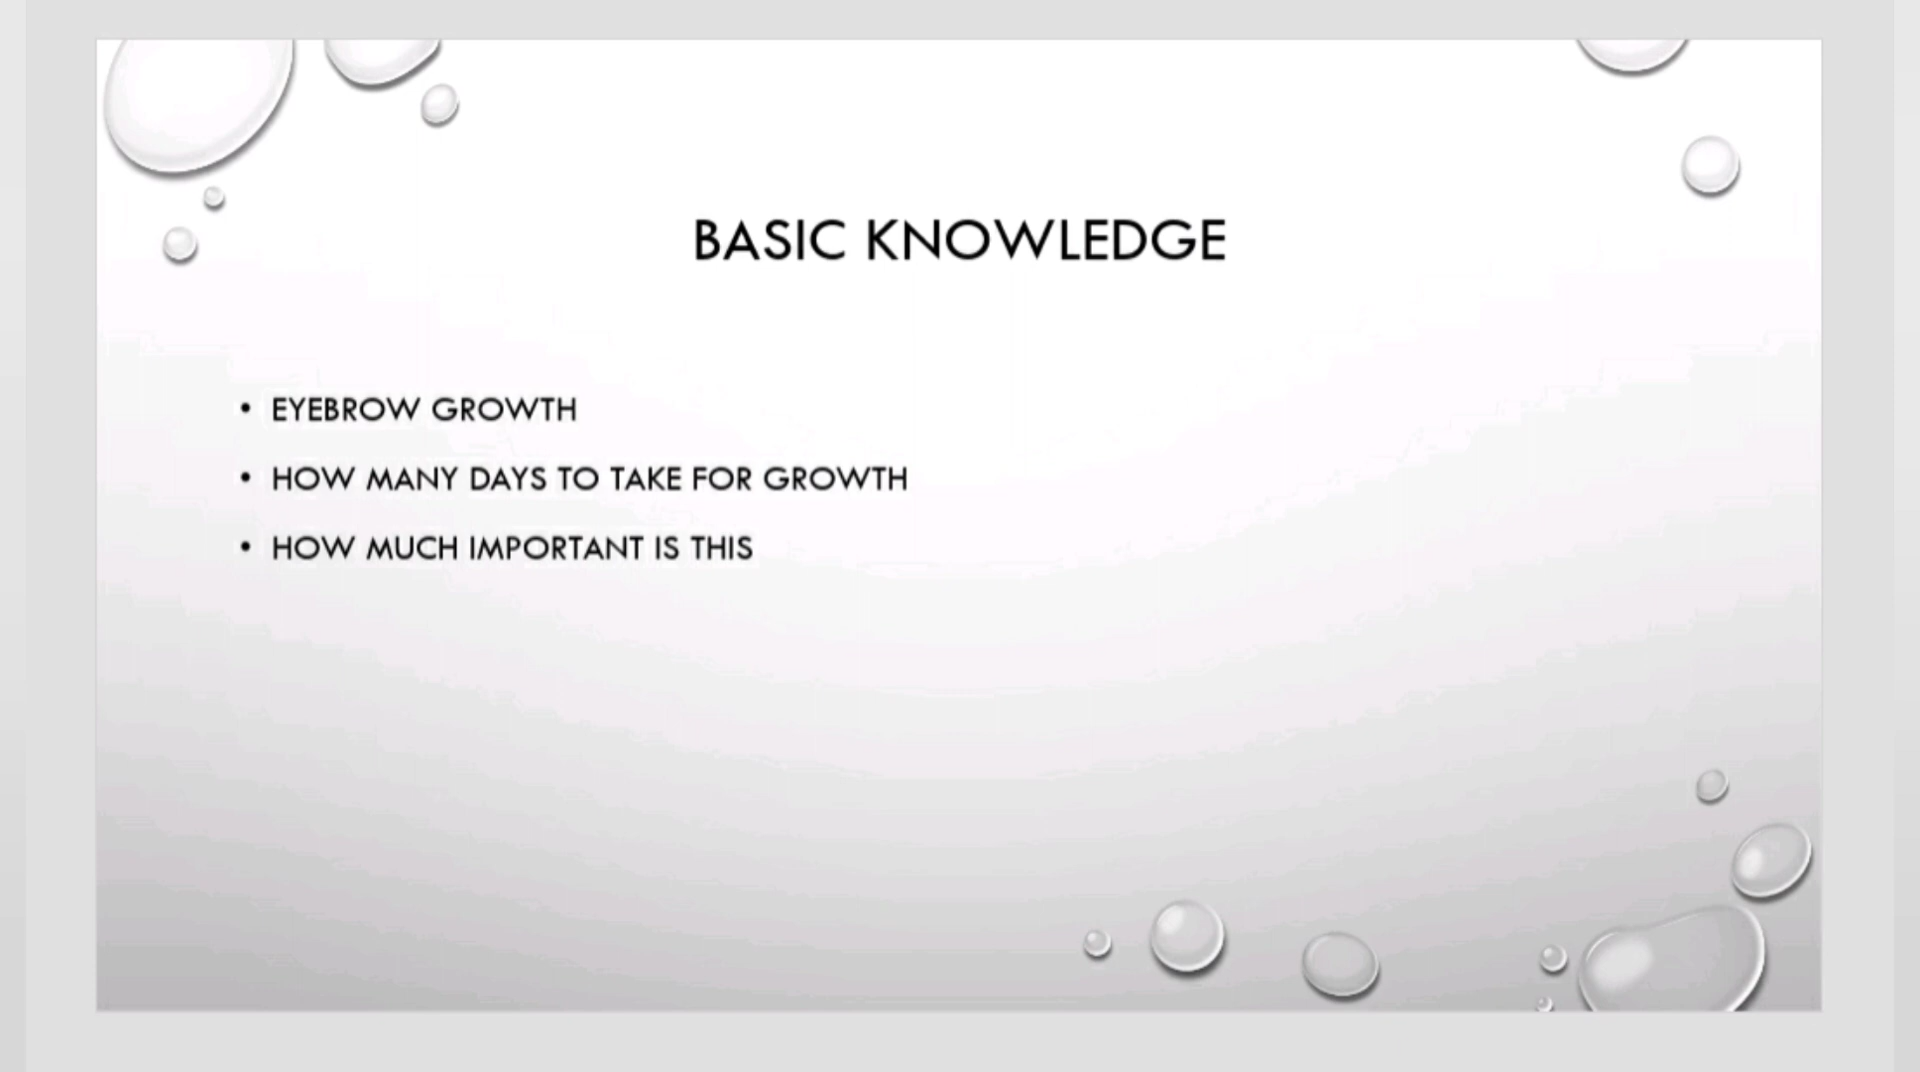 BASIC KNOWLEDGE
• EYEBROW GROWTH
• HOW MANY DAYS TO TAKE FOR GROWTH
• HOW MUCH IMPORTANT IS THIS